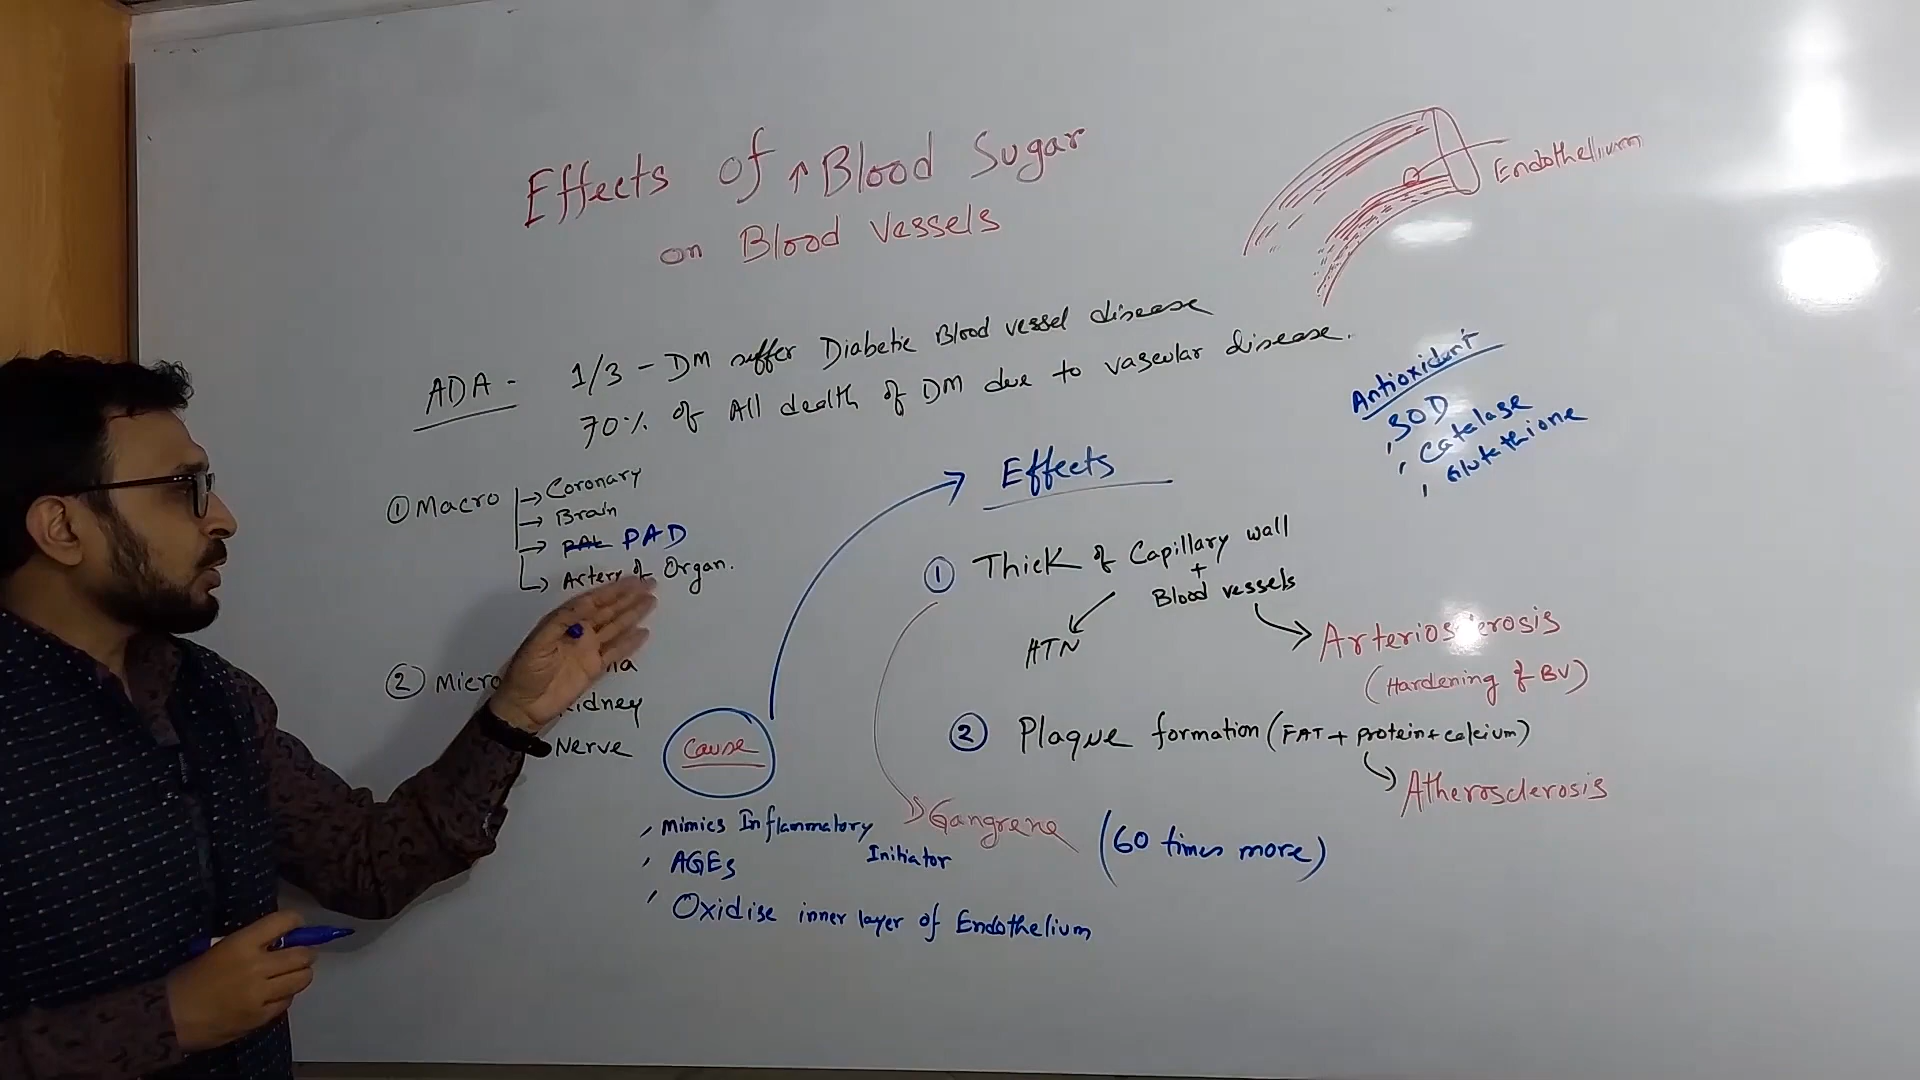 Effects of ↑ Blood Sugar
on Blood Vessels
Endothelium
ADA - 1/3 - DM suffer Diabetic Blood vessel disease
70% of All death of DM due to vascular disease.
Antioxidant
, SOD
, Catalase
, Glutathione
① Macro → Coronary
→ Brain
→ PAD
→ Artery of Organ.
② Micro
Nerve
Cause
, Mimics Inflammatory
Initiator
, AGEs
, Oxidise inner layer of Endothelium
Effects
① Thick of Capillary wall
+
Blood vessels
HTN
Arteriosclerosis
(Hardening of BV)
② Plaque formation (FAT + protein + calcium)
Atherosclerosis
Gangrene (60 times more)